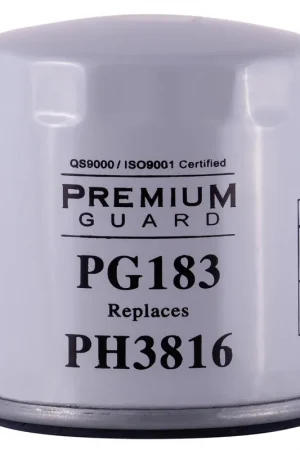 QS9000 / ISO9001 Certified
PREMIUM
GUARD
PG183
Replaces
PH3816